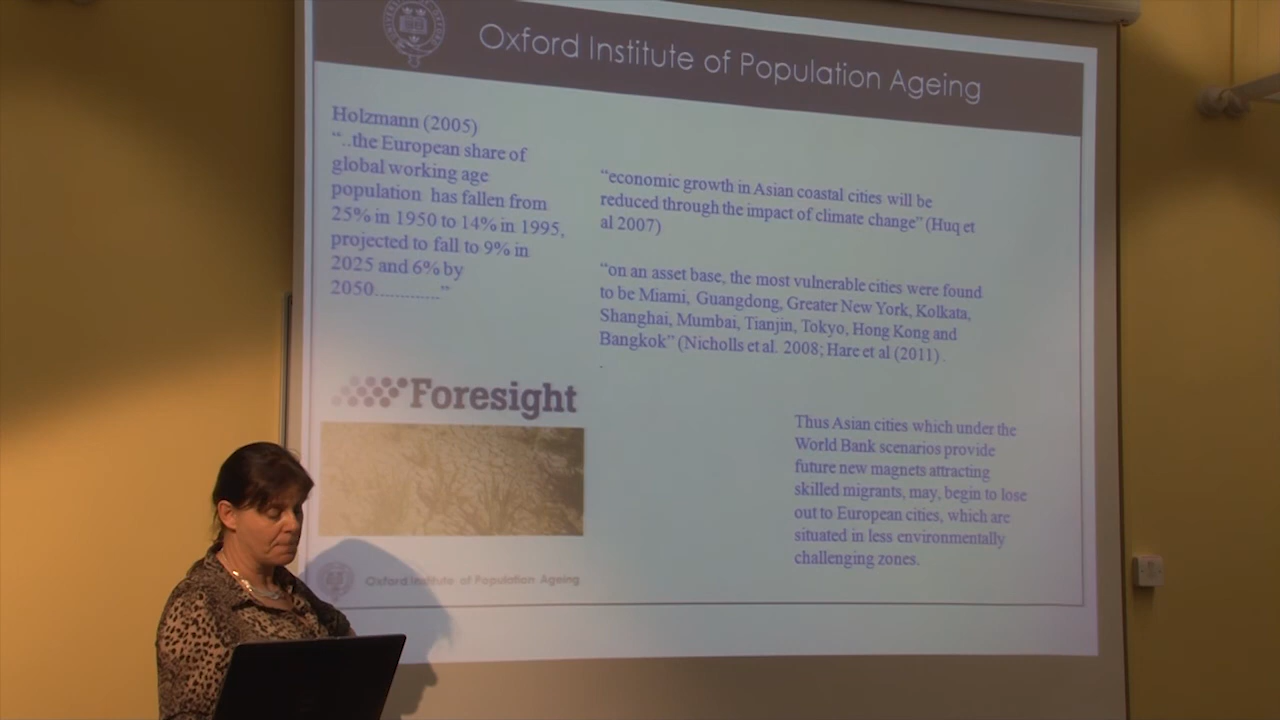 Oxford Institute of Population Ageing
Holzmann (2005)
“..the European share of
global working age
population has fallen from
25% in 1950 to 14% in 1995,
projected to fall to 9% in
2025 and 6% by
2050.............”
“economic growth in Asian coastal cities will be
reduced through the impact of climate change” (Huq et
al 2007)
“on an asset base, the most vulnerable cities were found
to be Miami, Guangdong, Greater New York, Kolkata,
Shanghai, Mumbai, Tianjin, Tokyo, Hong Kong and
Bangkok” (Nicholls et al. 2008; Hare et al (2011) .
.
Foresight
Thus Asian cities which under the
World Bank scenarios provide
future new magnets attracting
skilled migrants, may, begin to lose
out to European cities, which are
situated in less environmentally
challenging zones.
Oxford Institute of Population Ageing